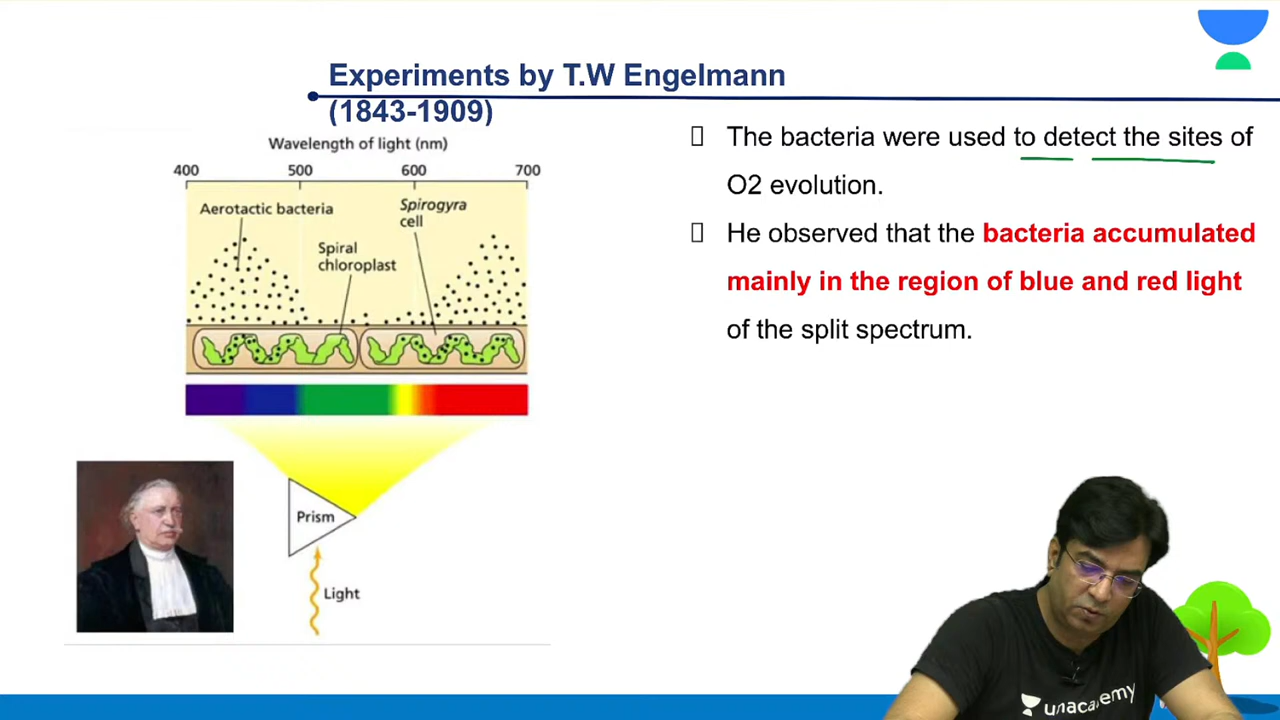 Experiments by T.W Engelmann
(1843-1909)
Wavelength of light (nm)
400 500 600 700
Aerotactic bacteria
Spirogyra
cell
Spiral
chloroplast
Prism
Light
The bacteria were used to detect the sites of
O2 evolution.
He observed that the bacteria accumulated
mainly in the region of blue and red light
of the split spectrum.
unacademy